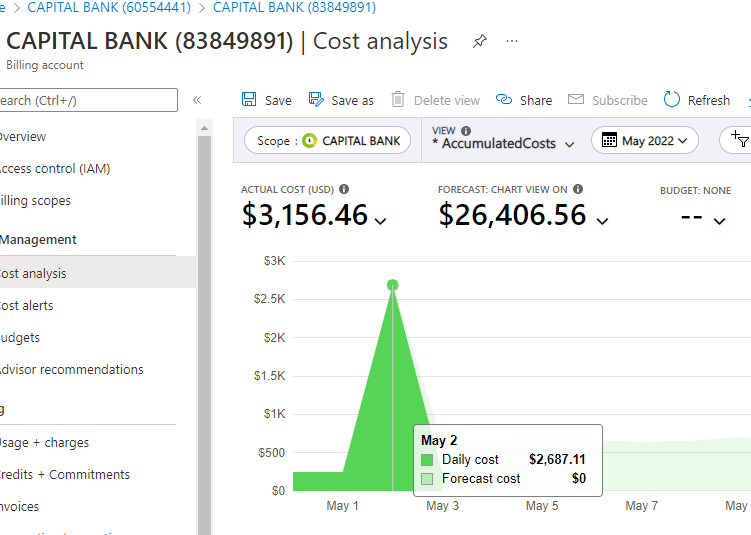 e > CAPITAL BANK (60554441) > CAPITAL BANK (83849891)
CAPITAL BANK (83849891) | Cost analysis
Billing account
earch (Ctrl+/)
«
Save
Save as
Delete view
Share
Subscribe
Refresh
verview
ccess control (IAM)
illing scopes
Management
ost analysis
ost alerts
udgets
dvisor recommendations
g
sage + charges
redits + Commitments
nvoices
Scope : CAPITAL BANK
VIEW
* AccumulatedCosts
May 2022
ACTUAL COST (USD)
$3,156.46
FORECAST: CHART VIEW ON
$26,406.56
BUDGET: NONE
--
$3K
$2.5K
$2K
$1.5K
$1K
$500
$0
May 2
Daily cost $2,687.11
Forecast cost $0
May 1 May 3 May 5 May 7 May